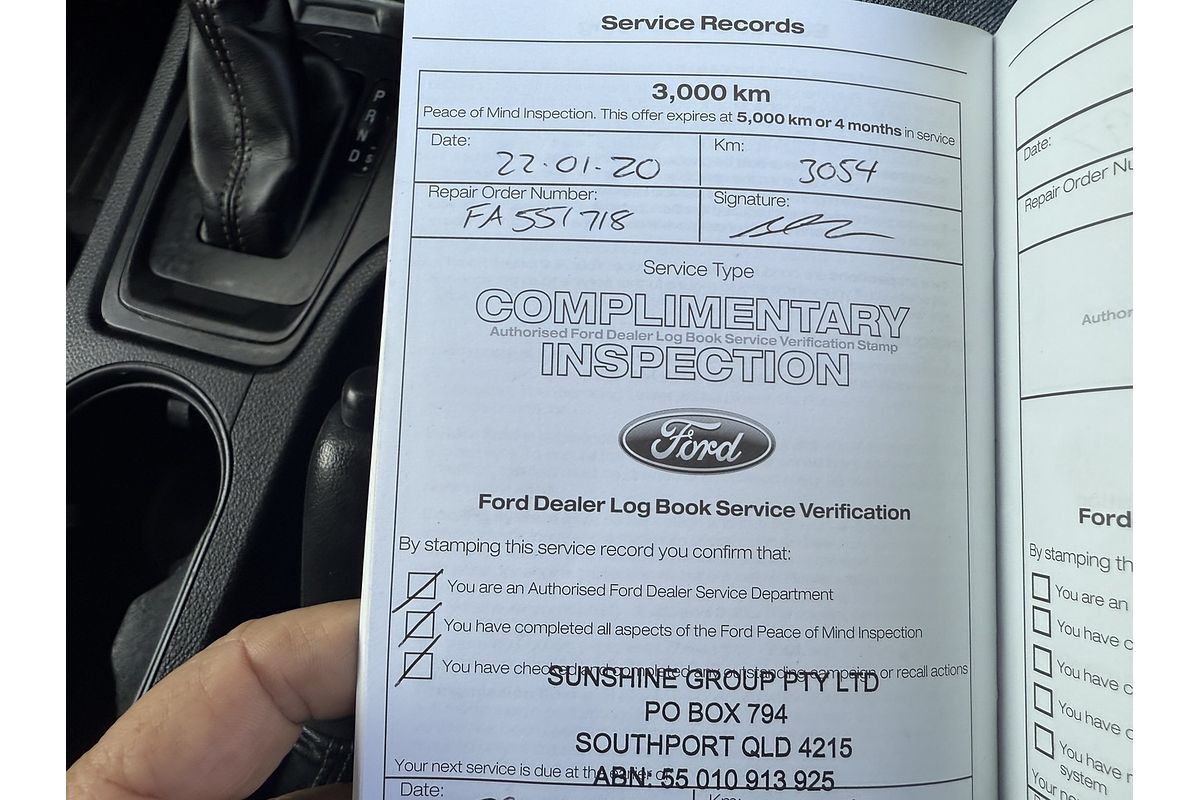 P
R
N
D S
Service Records
3,000 km
Peace of Mind Inspection. This offer expires at 5,000 km or 4 months in service
Date: 22·01·20
Km: 3054
Repair Order Number: FA551718
Signature:
Service Type
COMPLIMENTARY
Authorised Ford Dealer Log Book Service Verification Stamp
INSPECTION
Ford
Ford Dealer Log Book Service Verification
By stamping this service record you confirm that:
You are an Authorised Ford Dealer Service Department
You have completed all aspects of the Ford Peace of Mind Inspection
You have checked and completed any outstanding campaign or recall actions
SUNSHINE GROUP PTY LTD
PO BOX 794
SOUTHPORT QLD 4215
Your next service is due at the earlier of:
ABN: 55 010 913 925
Date:
Km:
Date:
Repair Order Nu
Author
Ford
By stamping th
You are an
You have c
You have c
You have c
You have r
system
Your ne